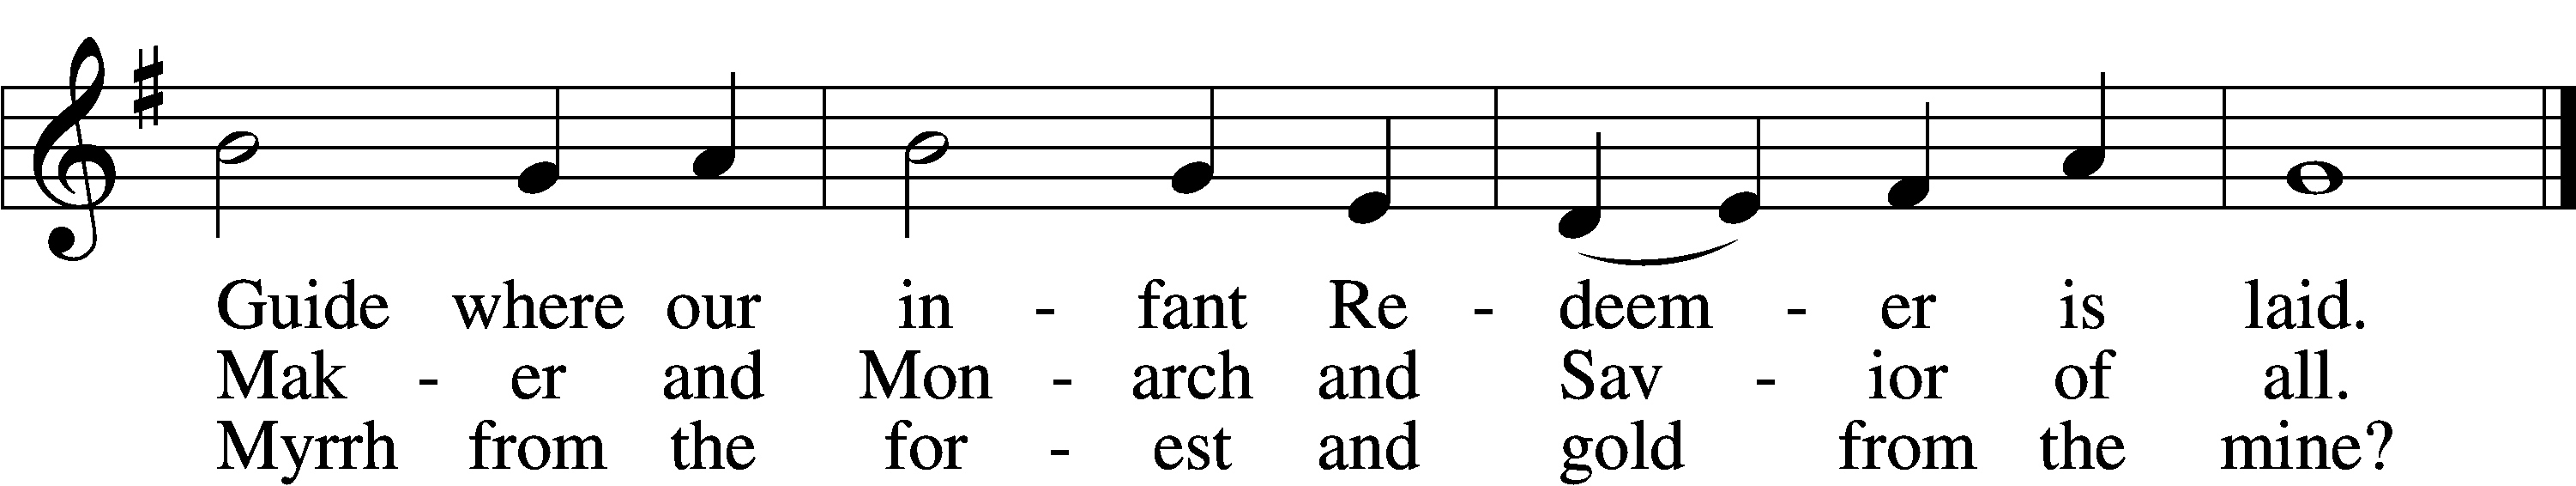 Guide where our in - fant Re - deem - er is laid.
Mak - er and Mon - arch and Sav - ior of all.
Myrrh from the for - est and gold from the mine?